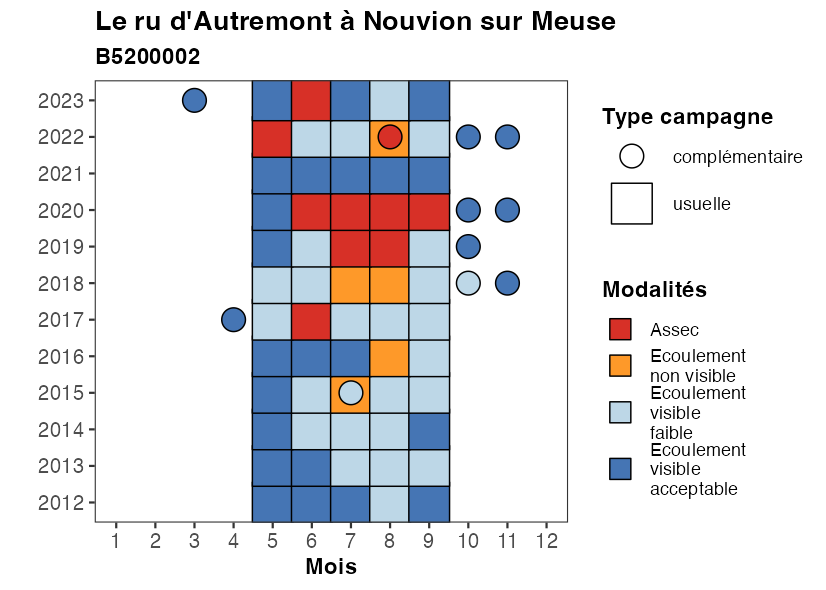 Le ru d'Autremont à Nouvion sur Meuse
B5200002
2023
2022
2021
2020
2019
2018
2017
2016
2015
2014
2013
2012
1 2 3 4 5 6 7 8 9 10 11 12
Mois
Type campagne
complémentaire
usuelle
Modalités
Assec
Ecoulement
non visible
Ecoulement
visible
faible
Ecoulement
visible
acceptable